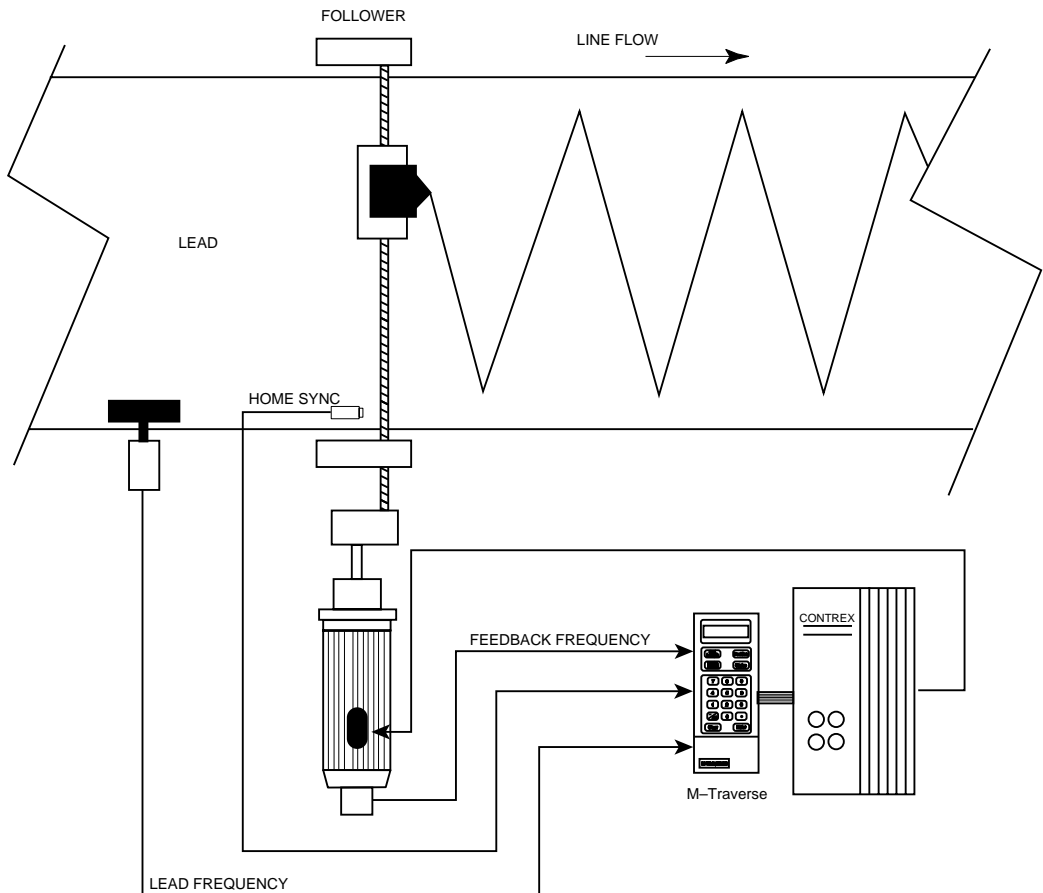 FOLLOWER
LINE FLOW
LEAD
HOME SYNC
FEEDBACK FREQUENCY
CONTREX
M–Traverse
LEAD FREQUENCY